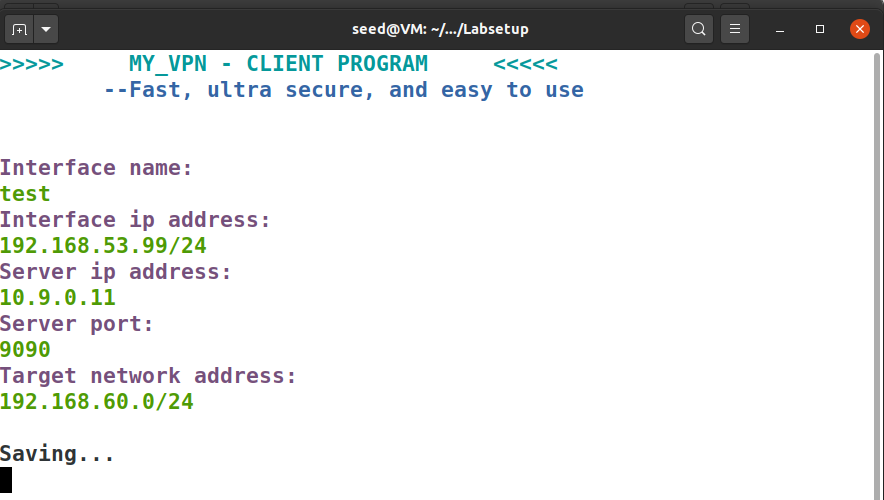 seed@VM: ~/.../Labsetup
>>>>> MY_VPN - CLIENT PROGRAM <<<<<
--Fast, ultra secure, and easy to use
Interface name:
test
Interface ip address:
192.168.53.99/24
Server ip address:
10.9.0.11
Server port:
9090
Target network address:
192.168.60.0/24
Saving...